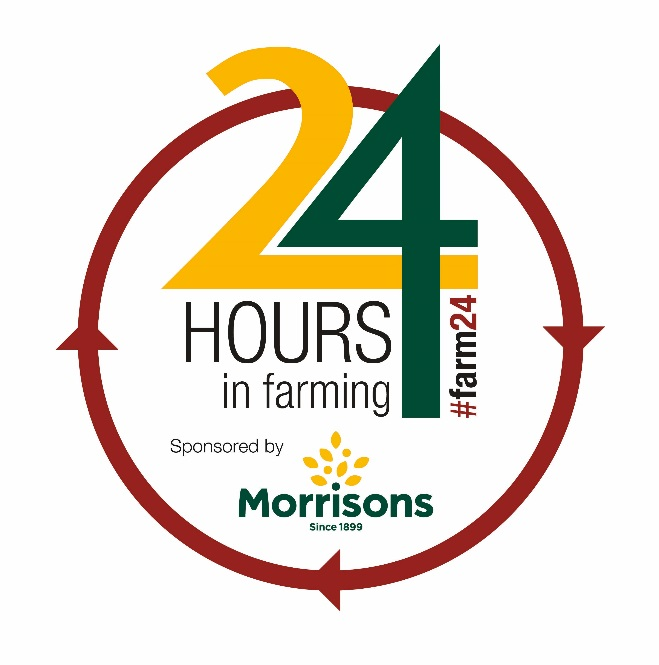 24
HOURS
in farming
#farm24
Sponsored by
Morrisons
Since 1899